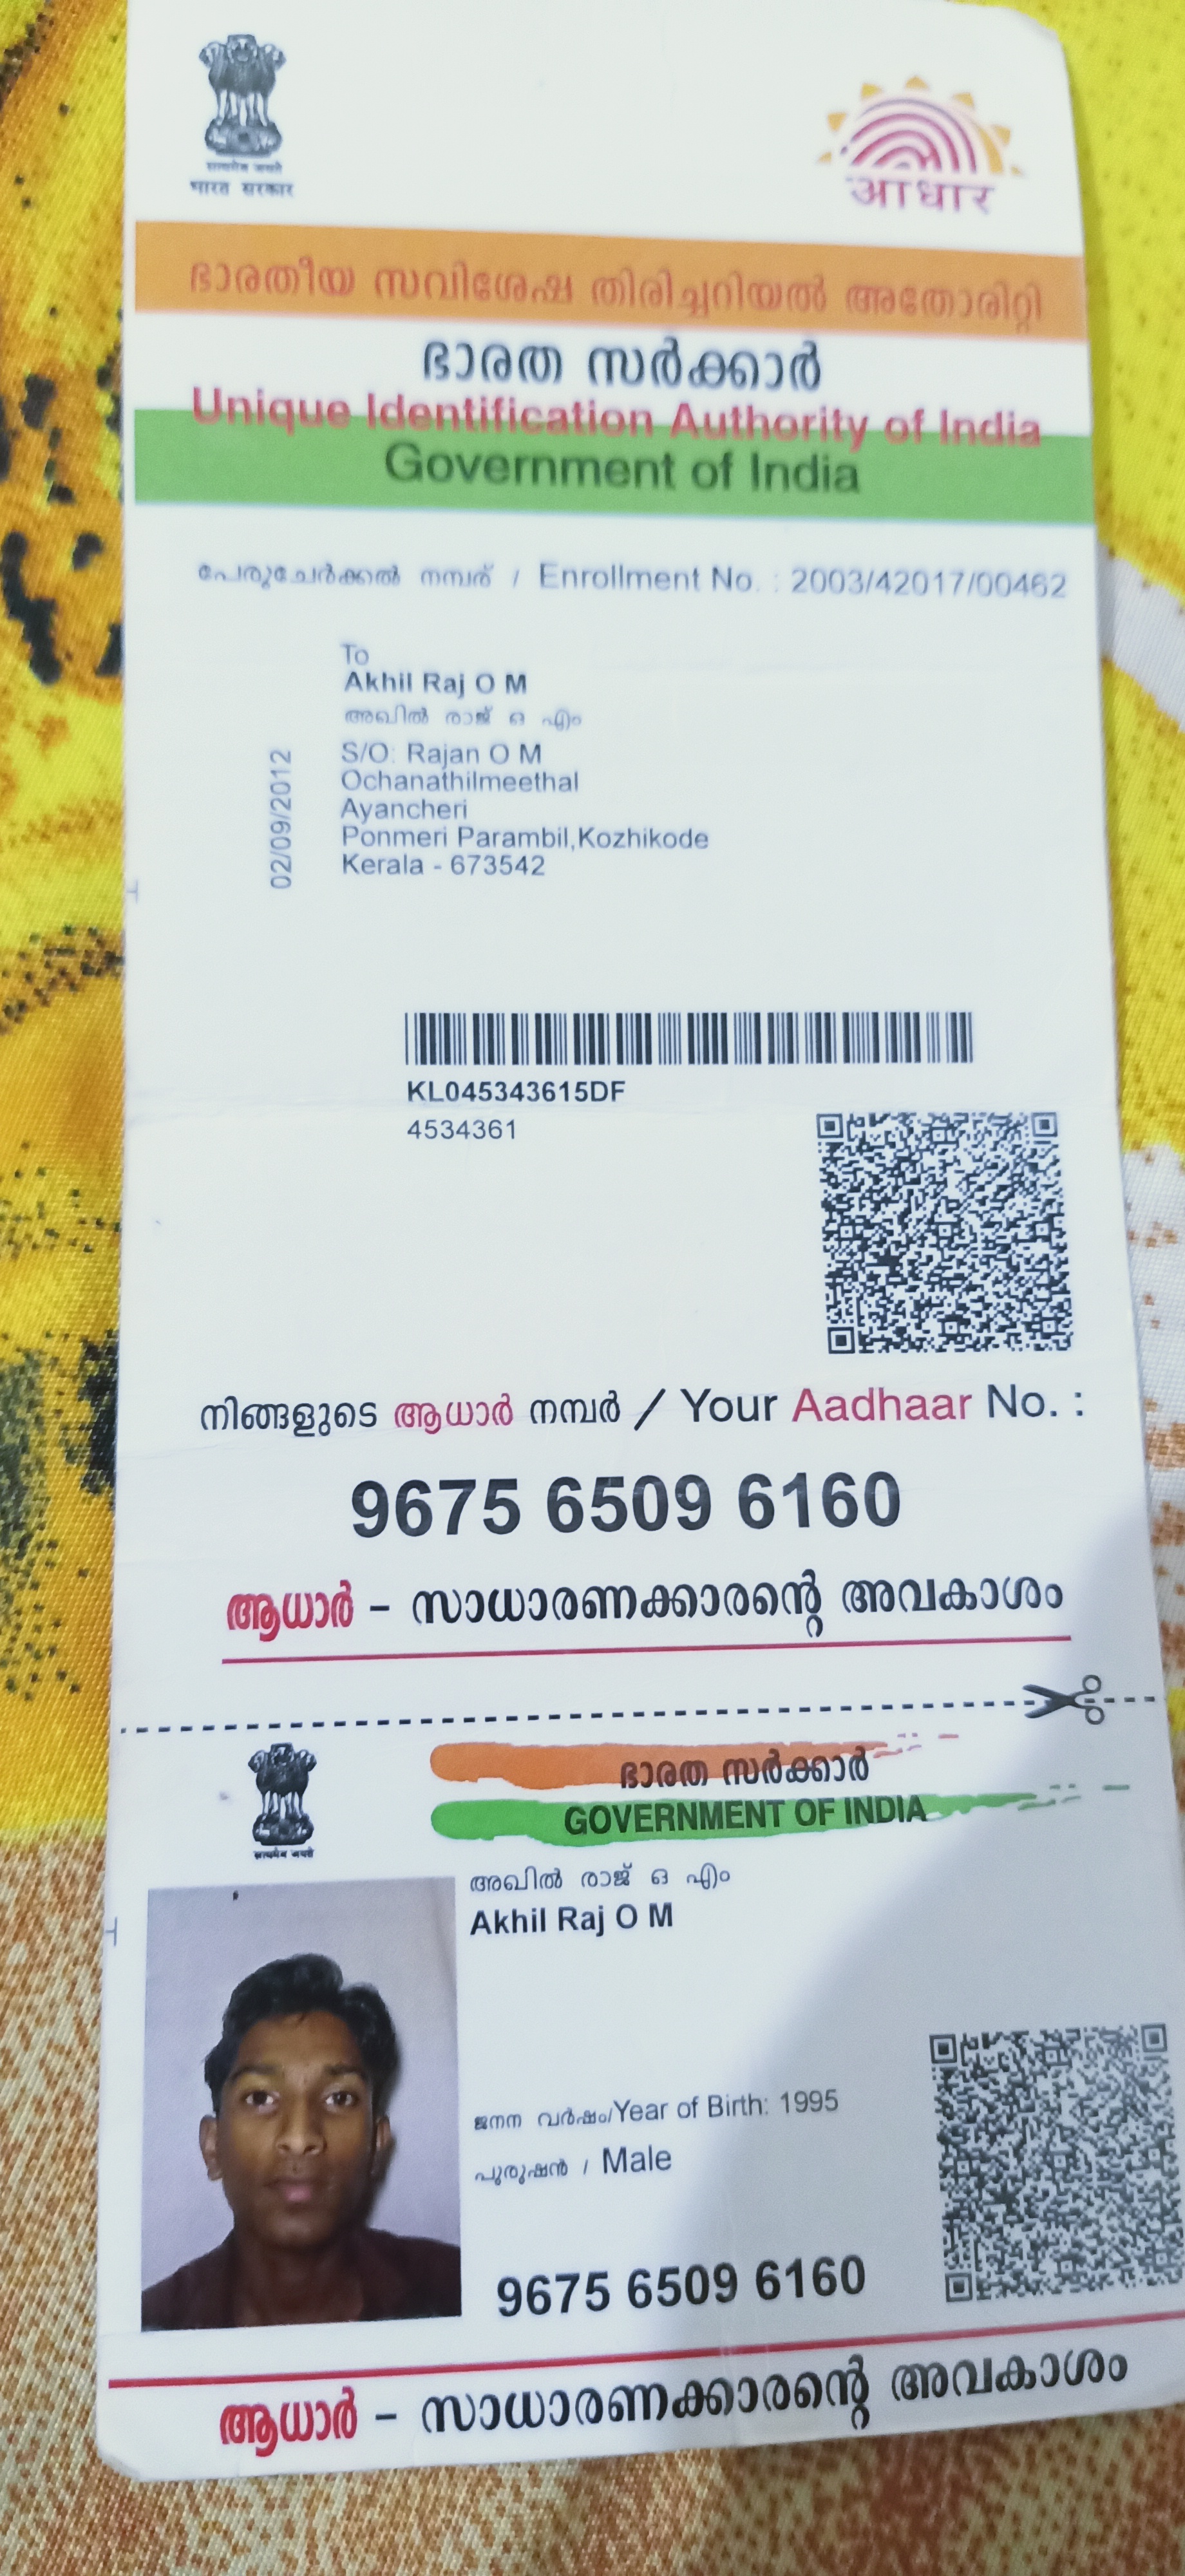 सत्यमेव जयते
भारत सरकार
आधार
ഭാരതീയ സവിശേഷ തിരിച്ചറിയൽ അതോരിറ്റി
ഭാരത സർക്കാർ
Unique Identification Authority of India
Government of India
പേരുചേർക്കൽ നമ്പര് / Enrollment No. : 2003/42017/00462
To
Akhil Raj O M
അഖിൽ രാജ് ഒ എം
S/O: Rajan O M
Ochanathilmeethal
Ayancheri
Ponmeri Parambil,Kozhikode
Kerala - 673542
02/09/2012
KL045343615DF
4534361
നിങ്ങളുടെ ആധാർ നമ്പർ / Your Aadhaar No. :
9675 6509 6160
ആധാർ – സാധാരണക്കാരന്റെ അവകാശം
ഭാരത സർക്കാർ
GOVERNMENT OF INDIA
सत्यमेव जयते
അഖിൽ രാജ് ഒ എം
Akhil Raj O M
ജനന വർഷം/Year of Birth: 1995
പുരുഷൻ / Male
9675 6509 6160
ആധാർ – സാധാരണക്കാരന്റെ അവകാശം